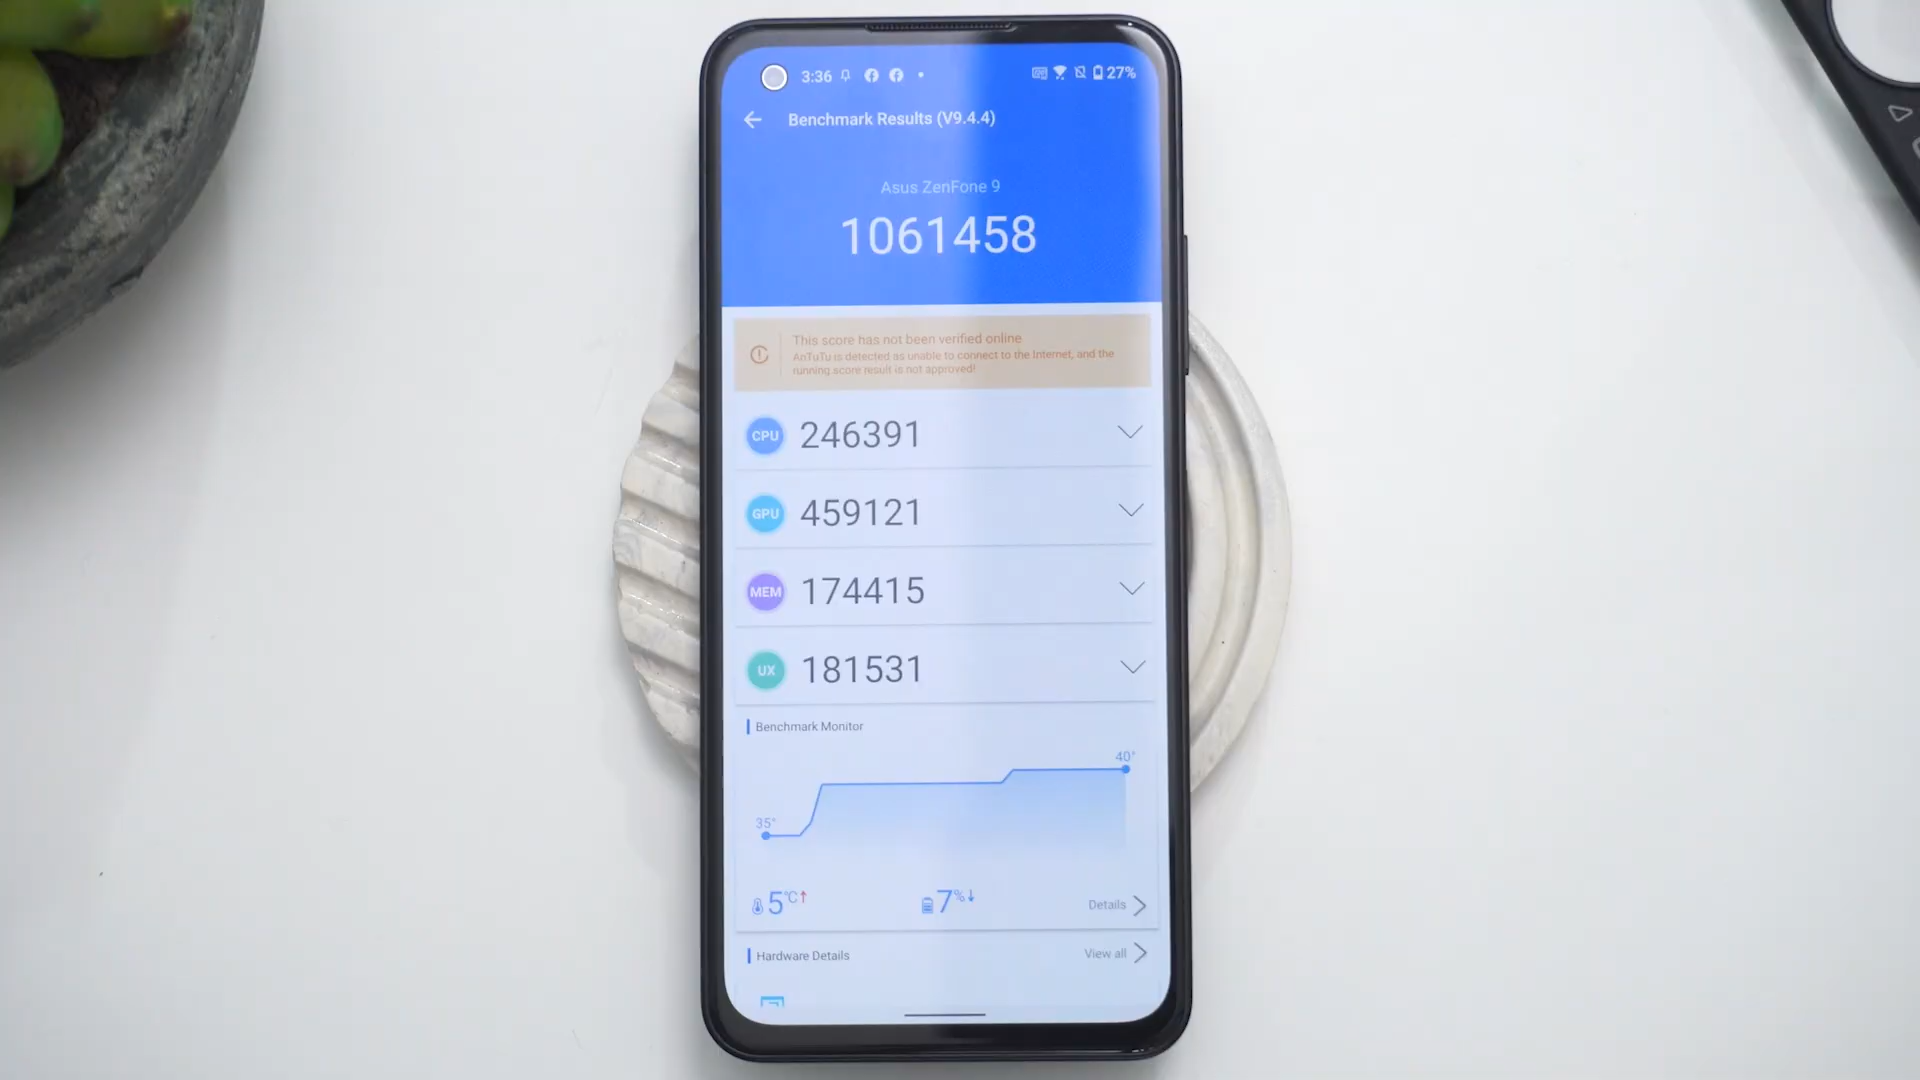 3:36 27%
Benchmark Results (V9.4.4)
Asus ZenFone 9
1061458
This score has not been verified online
AnTuTu is detected as unable to connect to the Internet, and the
running score result is not approved!
CPU 246391
GPU 459121
MEM 174415
UX 181531
Benchmark Monitor
40°
35°
5°C↑ 7%↓ Details
Hardware Details View all